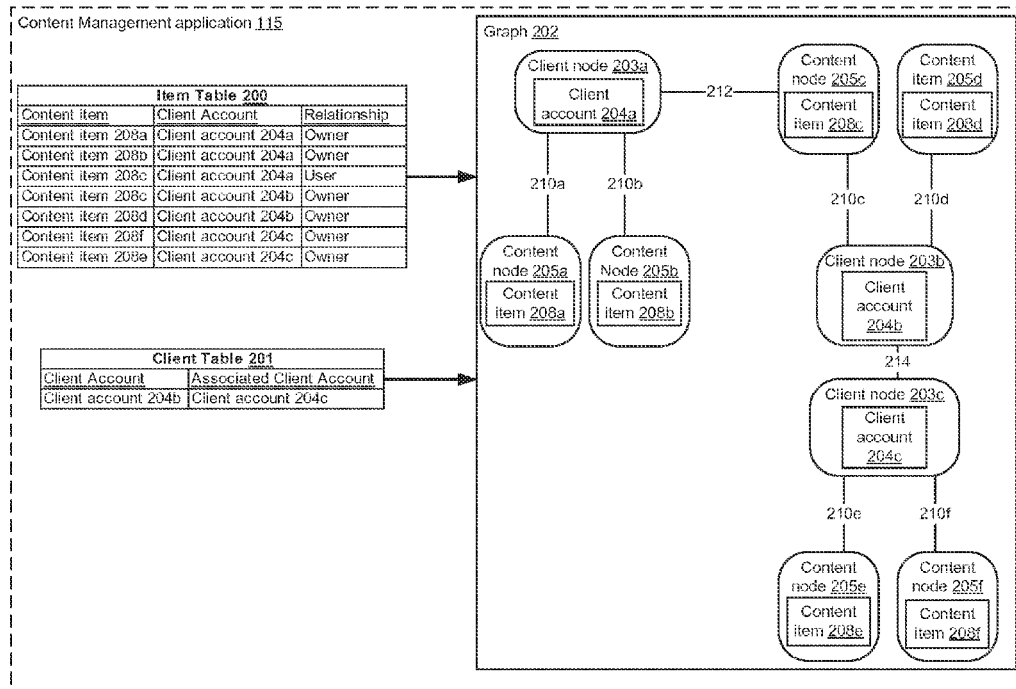 Content Management application 115
Item Table 200
Content item Client Account Relationship
Content item 208a Client account 204a Owner
Content item 208b Client account 204a Owner
Content item 208c Client account 204a User
Content item 208c Client account 204b Owner
Content item 208d Client account 204b Owner
Content item 208f Client account 204c Owner
Content item 208e Client account 204c Owner
Client Table 201
Client Account Associated Client Account
Client account 204b Client account 204c
Graph 202
Client node 203a
Client
account 204a
212
Content
node 205c
Content
item 208c
Content
item 205d
Content
item 208d
210a
210b
210c
210d
Content
node 205a
Content
item 208a
Content
Node 205b
Content
item 208b
Client node 203b
Client
account
204b
214
Client node 203c
Client
account
204c
210e
210f
Content
node 205e
Content
item 208e
Content
node 205f
Content
item 208f